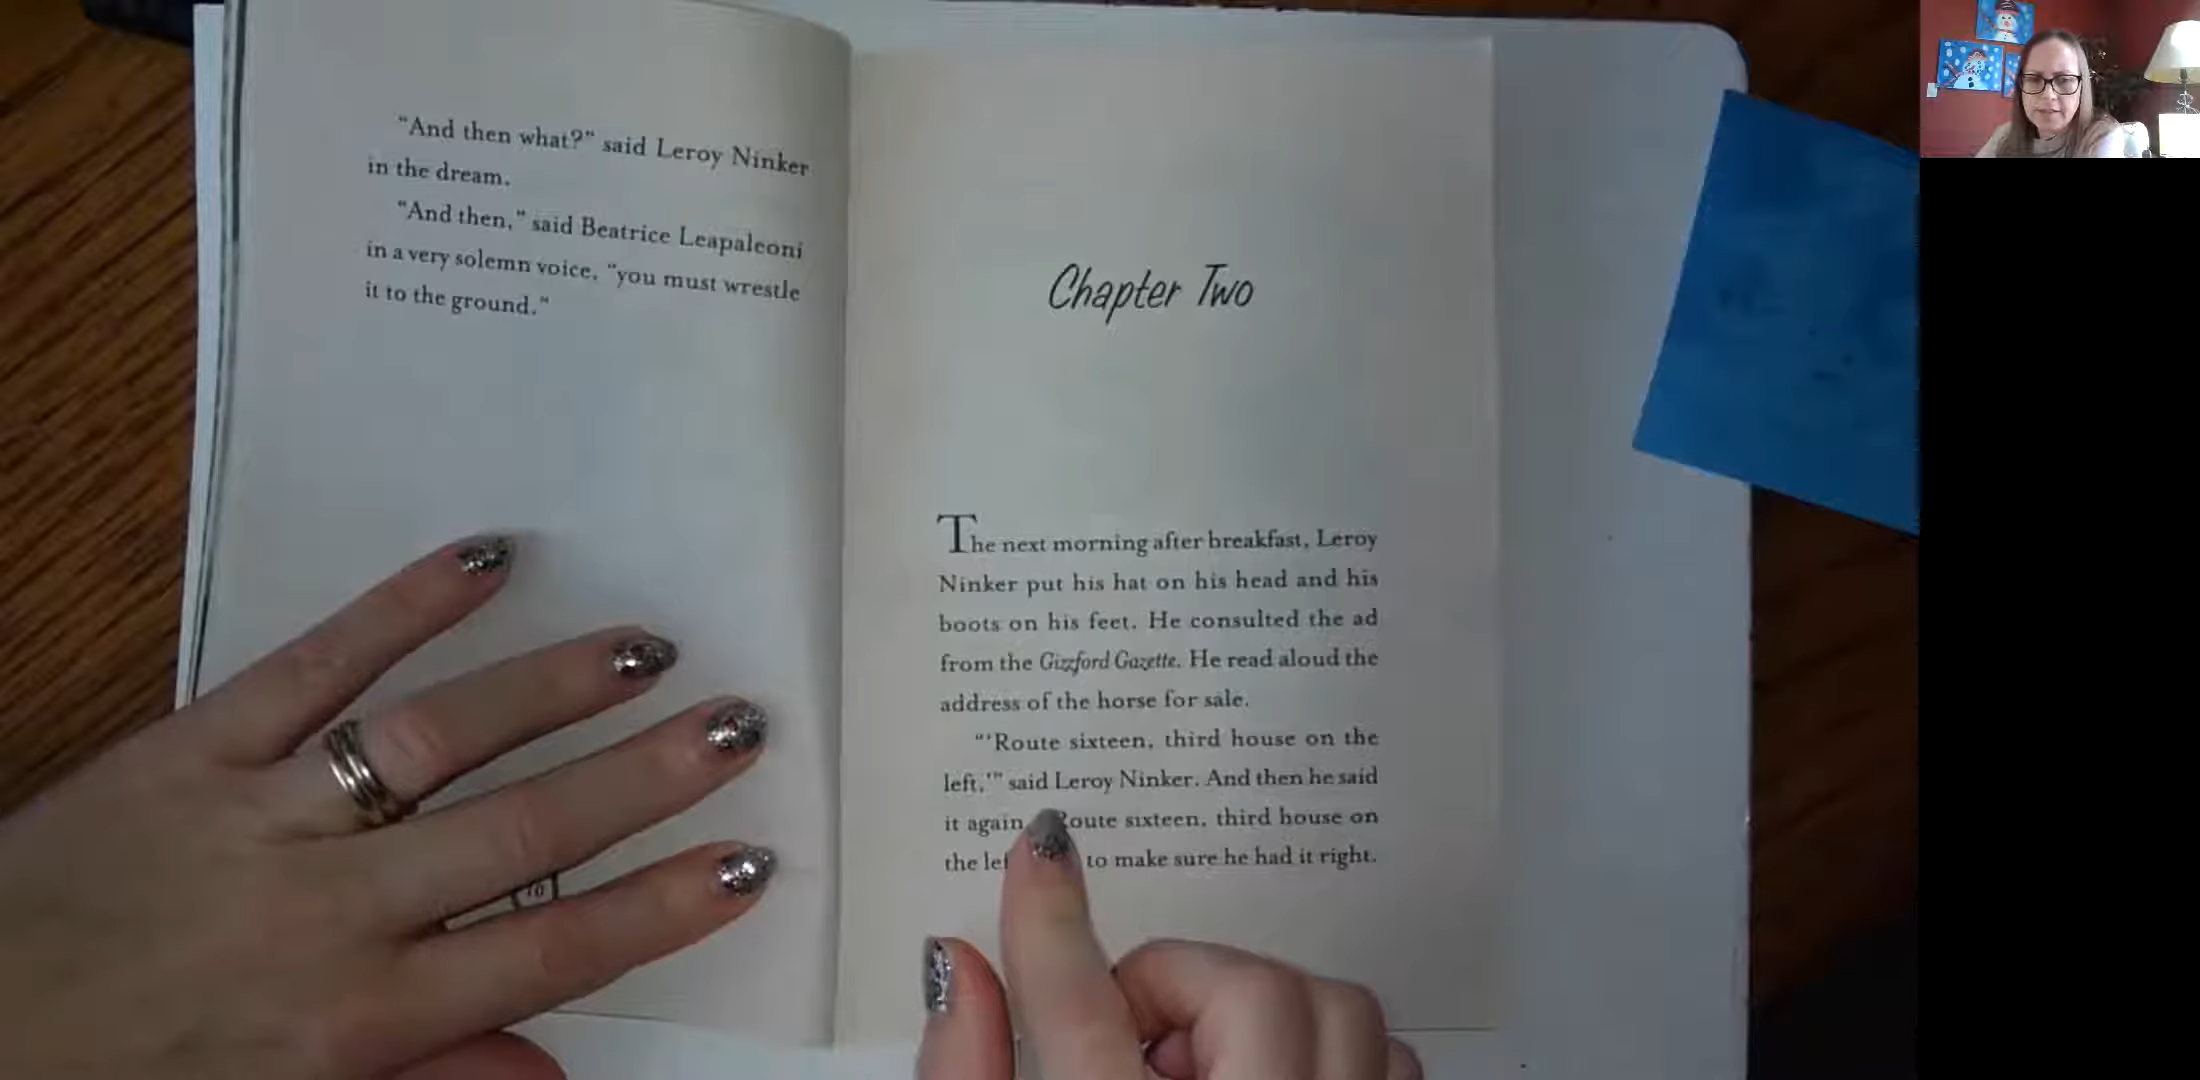 "And then what?" said Leroy Ninker
in the dream.
"And then," said Beatrice Leapaleoni
in a very solemn voice, "you must wrestle
it to the ground."
10
Chapter Two
The next morning after breakfast, Leroy
Ninker put his hat on his head and his
boots on his feet. He consulted the ad
from the Gizzford Gazette. He read aloud the
address of the horse for sale.
"'Route sixteen, third house on the
left,'" said Leroy Ninker. And then he said
it again, Route sixteen, third house on
the to make sure he had it right.